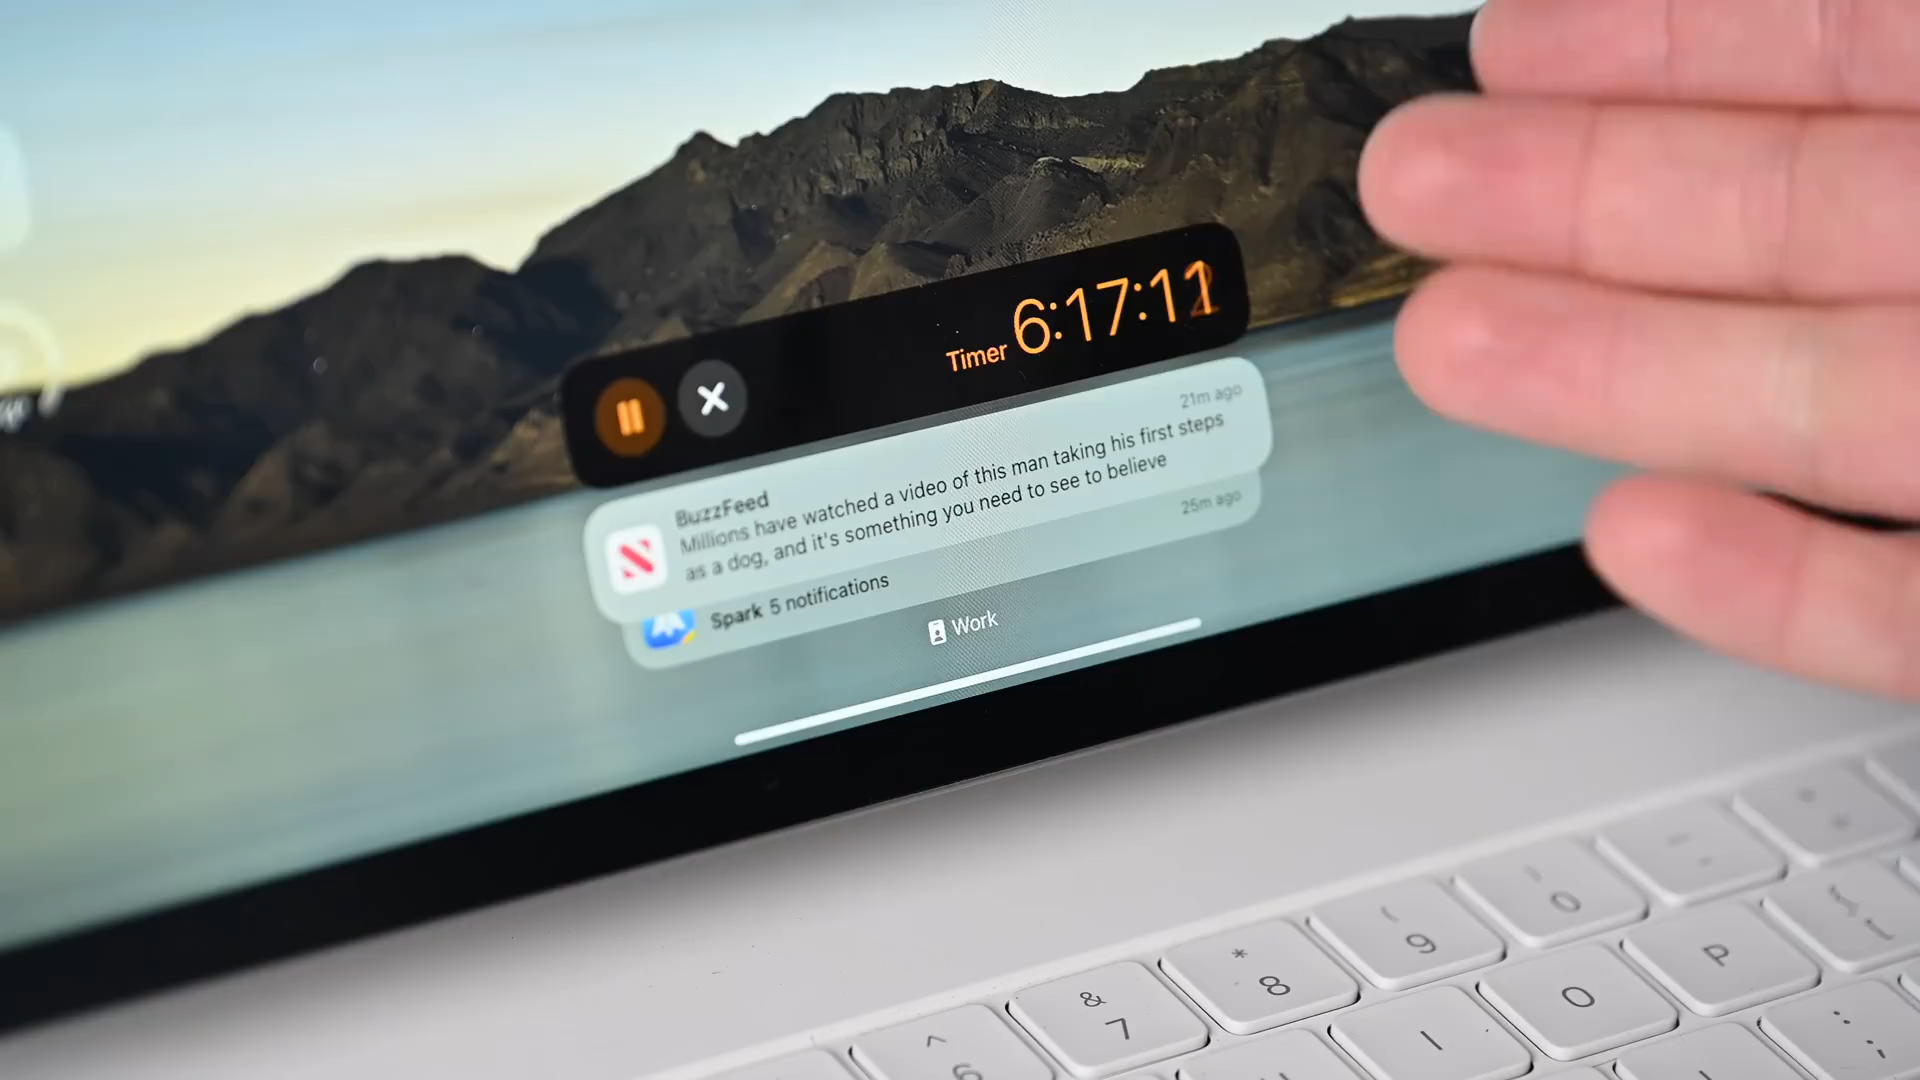 Timer 6:17:11
21m ago
BuzzFeed
Millions have watched a video of this man taking his first steps
as a dog, and it's something you need to see to believe
25m ago
Spark 5 notifications
Work
^
6
&
7
*
8
(
9
0
I
O
P